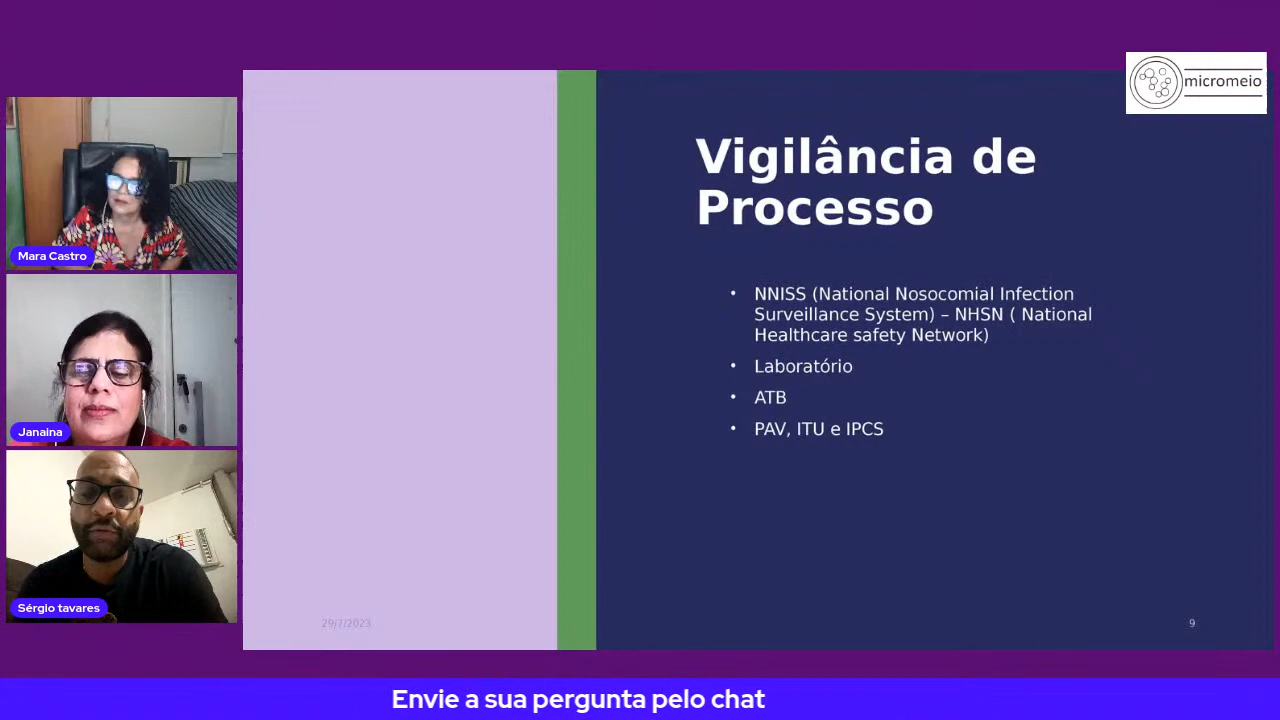 micromeio
Vigilância de
Processo
• NNISS (National Nosocomial Infection
Surveillance System) – NHSN ( National
Healthcare safety Network)
• Laboratório
• ATB
• PAV, ITU e IPCS
29/7/2023
9
Mara Castro
Janaina
Sérgio tavares
Envie a sua pergunta pelo chat